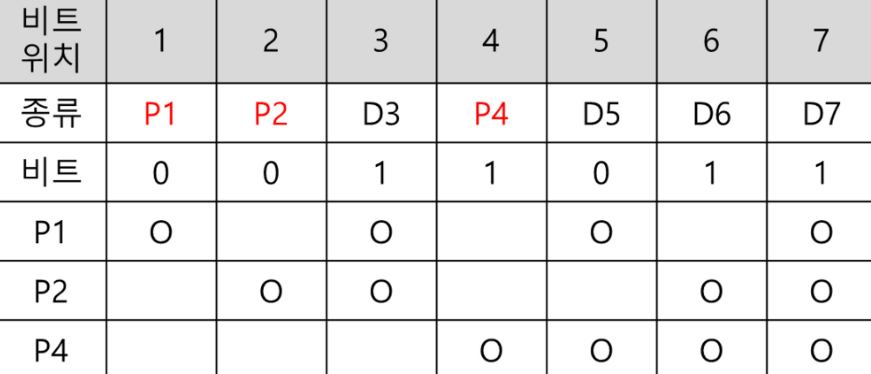 비트 위치 1 2 3 4 5 6 7
종류 P1 P2 D3 P4 D5 D6 D7
비트 0 0 1 1 0 1 1
P1 O O O O
P2 O O O O
P4 O O O O